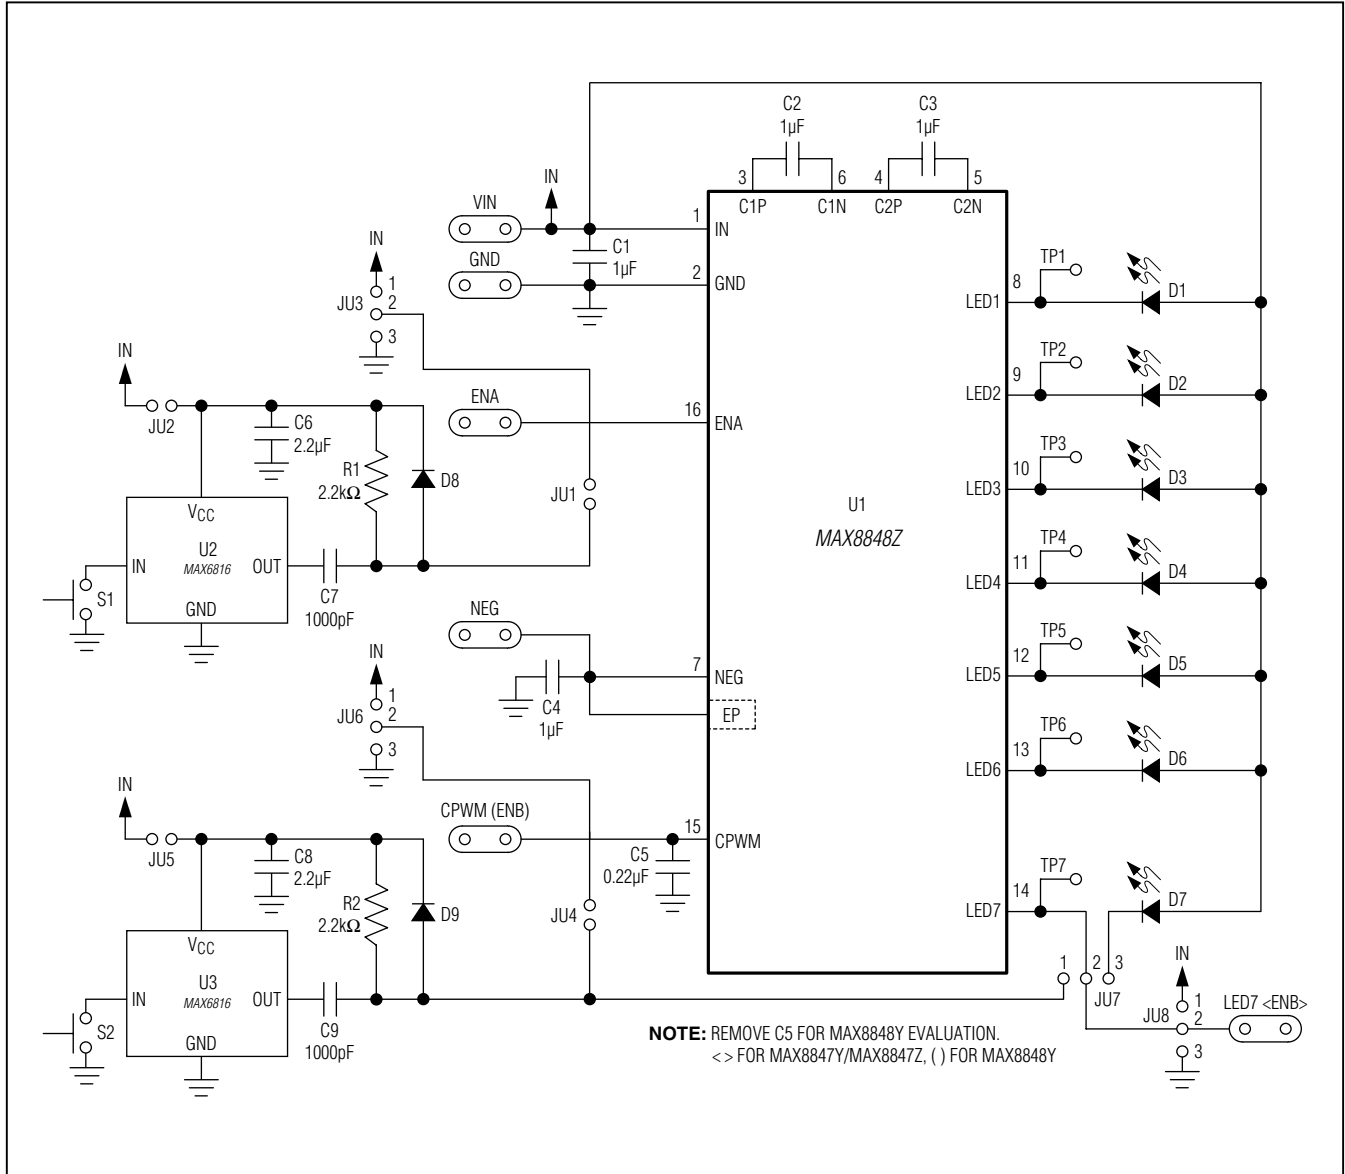 C2
1µF
C3
1µF
3
6
4
5
C1P
C1N
C2P
C2N
IN
VIN
1
IN
C1
1µF
GND
2
GND
IN
1
2
3
JU3
TP1
8
LED1
D1
TP2
9
LED2
D2
IN
JU2
C6
2.2µF
ENA
16
ENA
R1
2.2kΩ
D8
JU1
TP3
10
LED3
D3
U1
MAX8848Z
VCC
U2
MAX6816
IN
OUT
GND
S1
C7
1000pF
TP4
11
LED4
D4
NEG
7
NEG
C4
1µF
EP
TP5
12
LED5
D5
IN
1
2
3
JU6
TP6
13
LED6
D6
IN
JU5
C8
2.2µF
CPWM (ENB)
15
CPWM
C5
0.22µF
R2
2.2kΩ
D9
JU4
TP7
14
LED7
D7
VCC
U3
MAX6816
IN
OUT
GND
S2
C9
1000pF
1
2
3
JU7
IN
1
2
3
JU8
LED7 <ENB>
NOTE: REMOVE C5 FOR MAX8848Y EVALUATION.
< > FOR MAX8847Y/MAX8847Z, ( ) FOR MAX8848Y